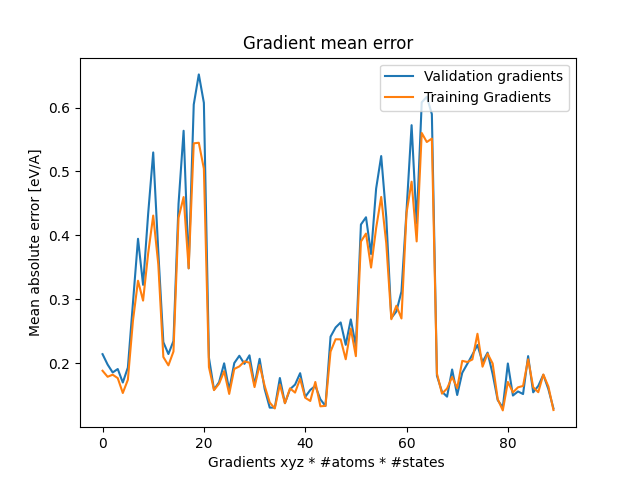 Gradient mean error
Validation gradients
Training Gradients
Mean absolute error [eV/A]
0.6
0.5
0.4
0.3
0.2
0
20
40
60
80
Gradients xyz * #atoms * #states